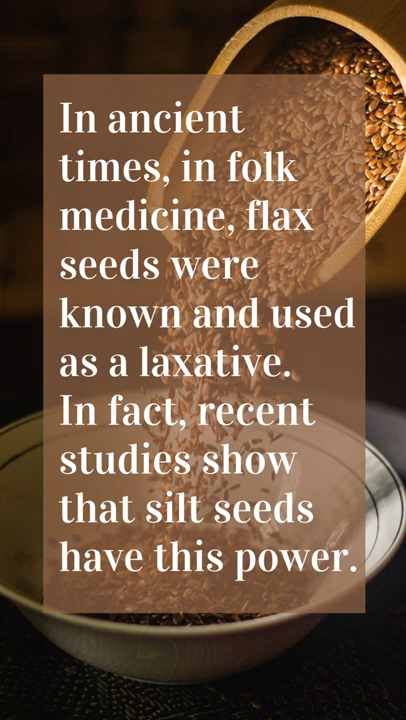 In ancient
times, in folk
medicine, flax
seeds were
known and used
as a laxative.
In fact, recent
studies show
that silt seeds
have this power.